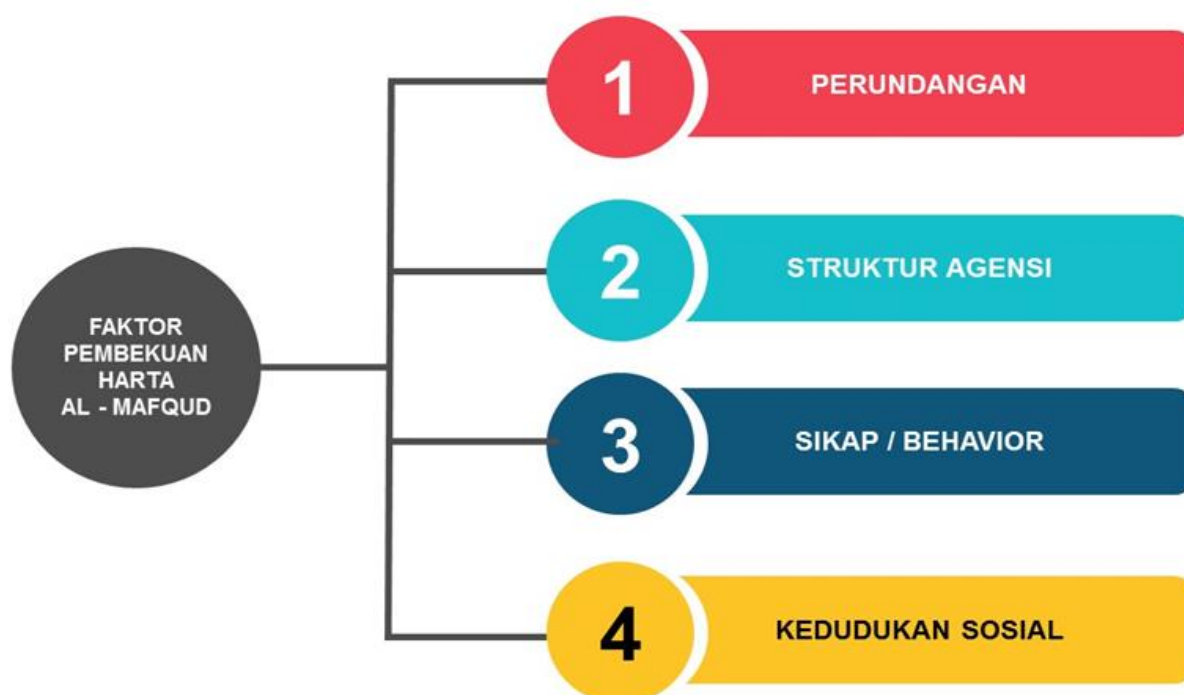 FAKTOR
PEMBEKUAN
HARTA
AL - MAFQUD
1
PERUNDANGAN
2
STRUKTUR AGENSI
3
SIKAP / BEHAVIOR
4
KEDUDUKAN SOSIAL